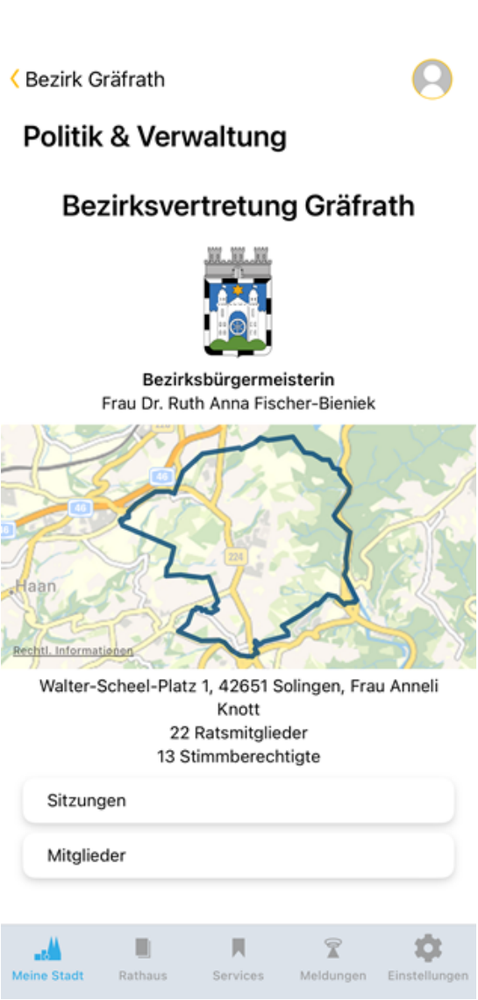 Bezirk Gräfrath
Politik & Verwaltung
Bezirksvertretung Gräfrath
Bezirksbürgermeisterin
Frau Dr. Ruth Anna Fischer-Bieniek
46
46
224
Haan
Rechtl. Informationen
Walter-Scheel-Platz 1, 42651 Solingen, Frau Anneli
Knott
22 Ratsmitglieder
13 Stimmberechtigte
Sitzungen
Mitglieder
Meine Stadt
Rathaus
Services
Meldungen
Einstellungen